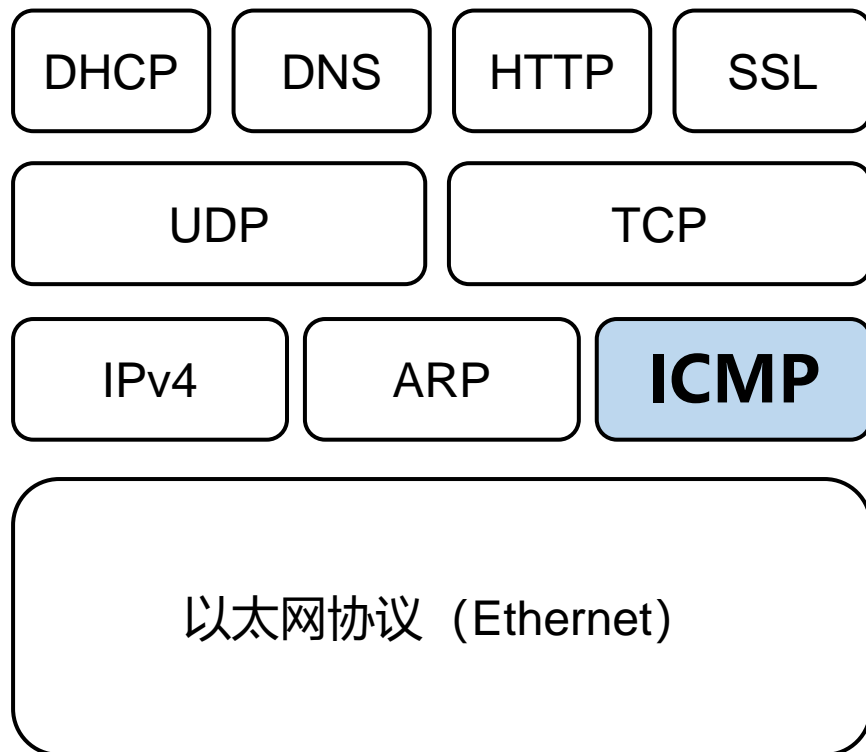 DHCP DNS HTTP SSL
UDP TCP
IPv4 ARP ICMP
以太网协议（Ethernet）